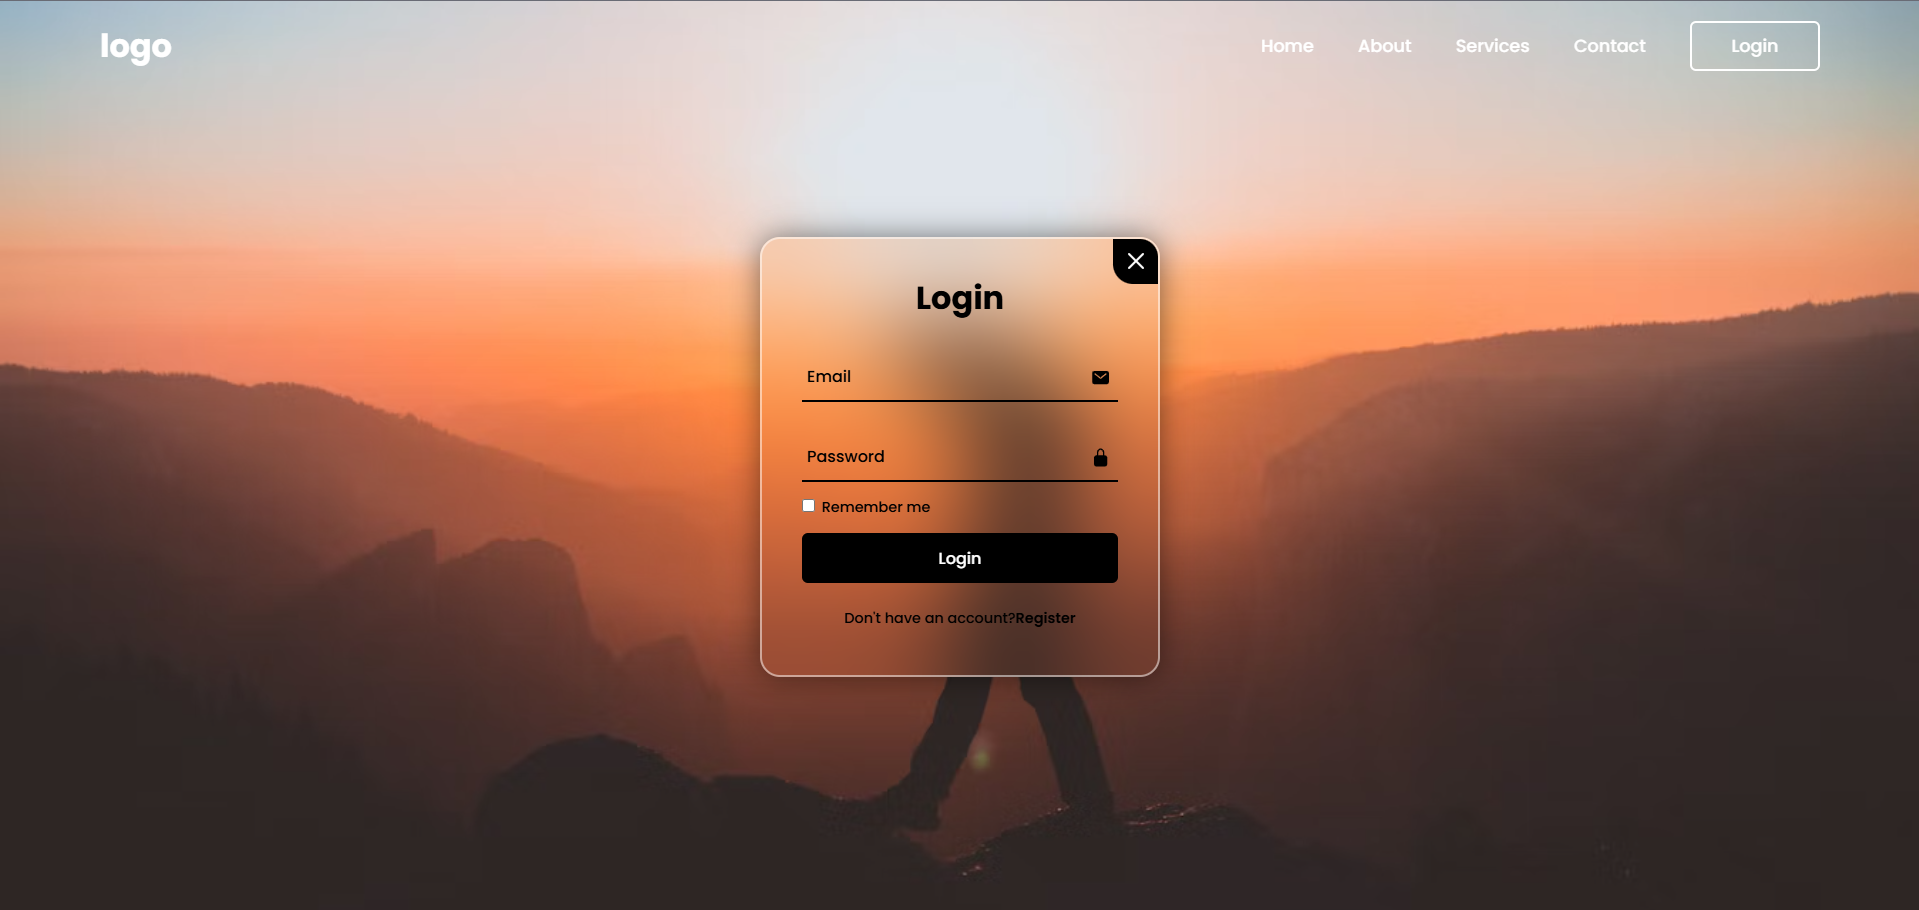 logo
Home About Services Contact Login
Login
Email
Password
Remember me
Login
Don't have an account?Register